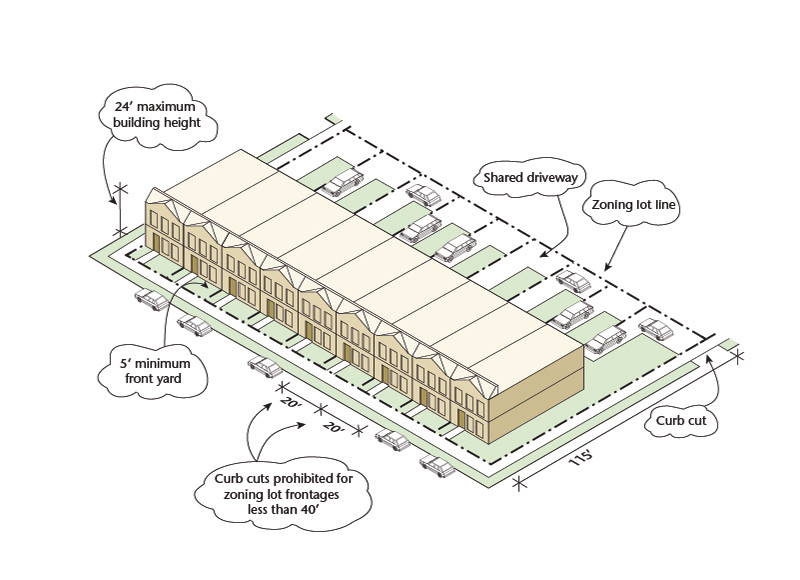 24’ maximum
building height
Shared driveway
Zoning lot line
5’ minimum
front yard
20’
20’
Curb cut
115’
Curb cuts prohibited for
zoning lot frontages
less than 40’